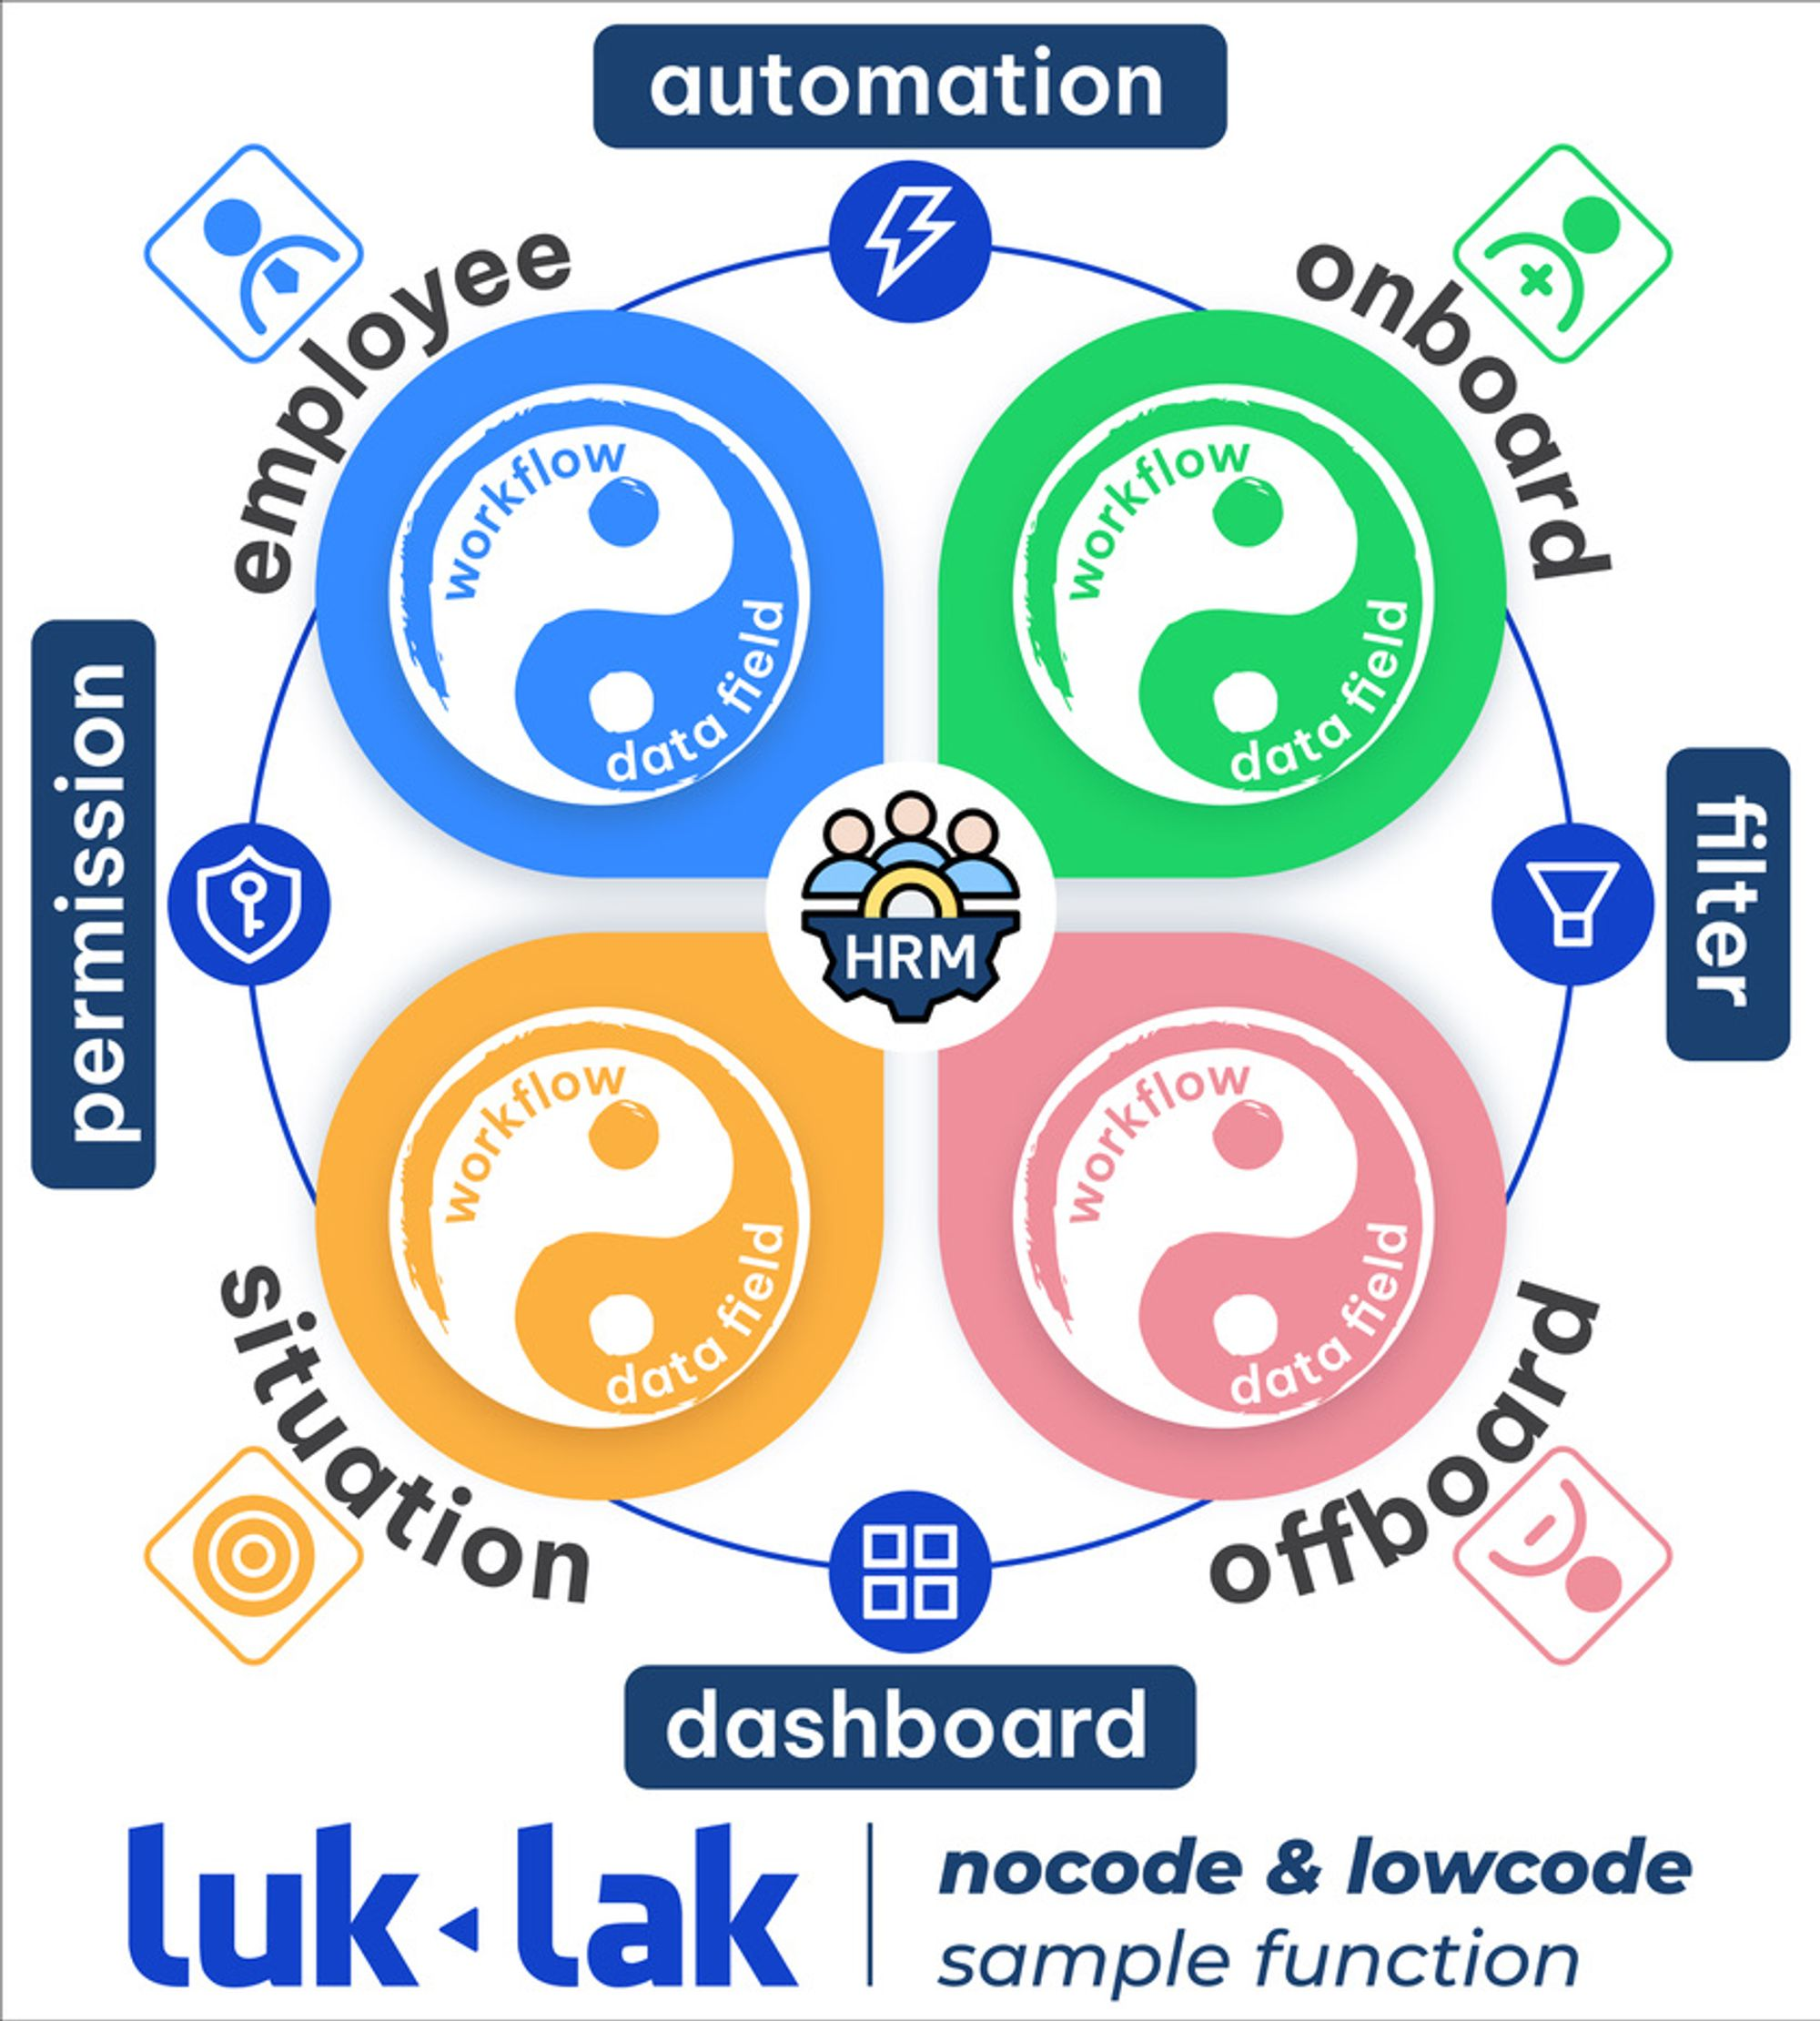 automation
employee
onboard
workflow
data field
workflow
data field
permission
HRM
filter
workflow
data field
workflow
data field
situation
offboard
dashboard
luk lak
nocode & lowcode
sample function